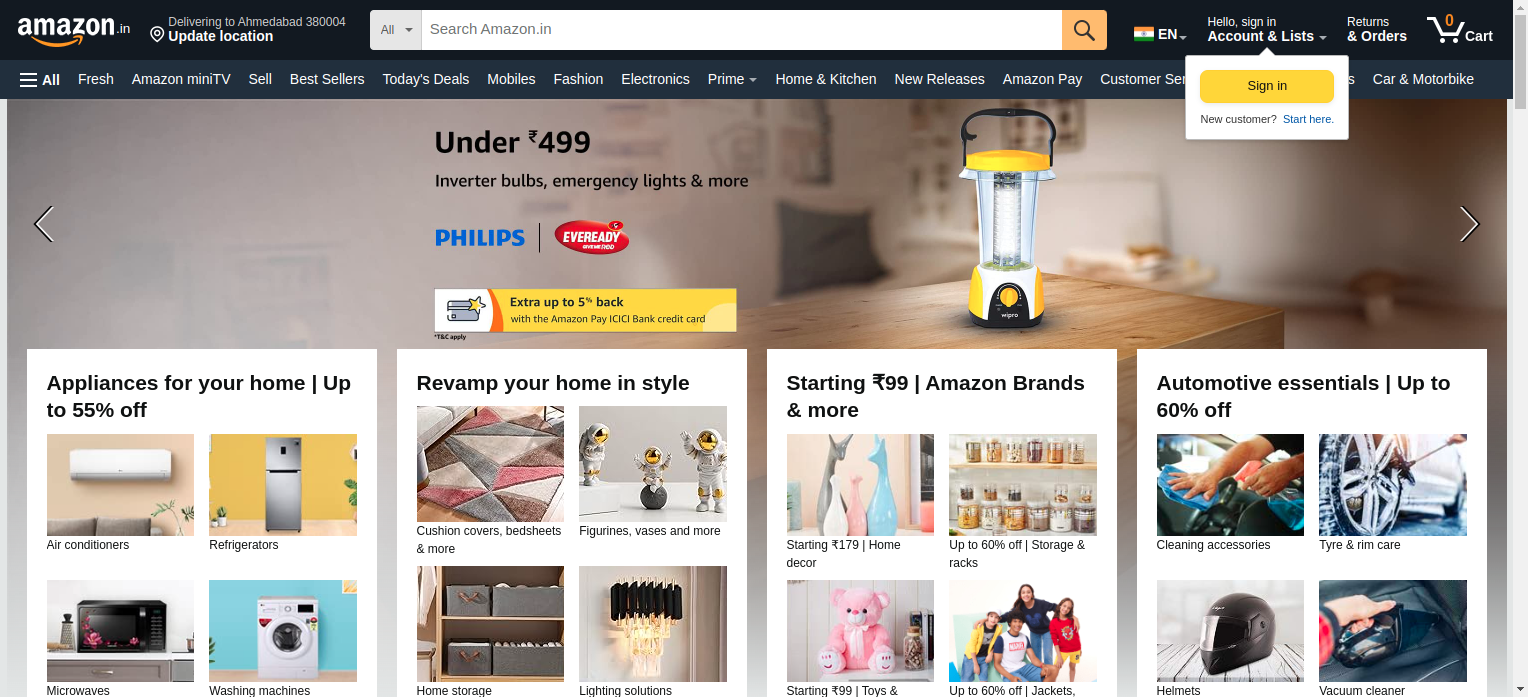 amazon.in
Delivering to Ahmedabad 380004
Update location
All
Search Amazon.in
EN
Hello, sign in
Account & Lists
Returns
& Orders
0
Cart
All
Fresh
Amazon miniTV
Sell
Best Sellers
Today's Deals
Mobiles
Fashion
Electronics
Prime
Home & Kitchen
New Releases
Amazon Pay
Customer Ser
s
Car & Motorbike
Sign in
New customer? Start here.
Under ₹499
Inverter bulbs, emergency lights & more
PHILIPS
EVEREADY
Extra up to 5% back
with the Amazon Pay ICICI Bank credit card
*T&C apply
wipro
Appliances for your home | Up
to 55% off
Air conditioners
Refrigerators
Microwaves
Washing machines
Revamp your home in style
Cushion covers, bedsheets
& more
Figurines, vases and more
Home storage
Lighting solutions
Starting ₹99 | Amazon Brands
& more
Starting ₹179 | Home
decor
Up to 60% off | Storage &
racks
Starting ₹99 | Toys &
Up to 60% off | Jackets,
Automotive essentials | Up to
60% off
Cleaning accessories
Tyre & rim care
Helmets
Vacuum cleaner